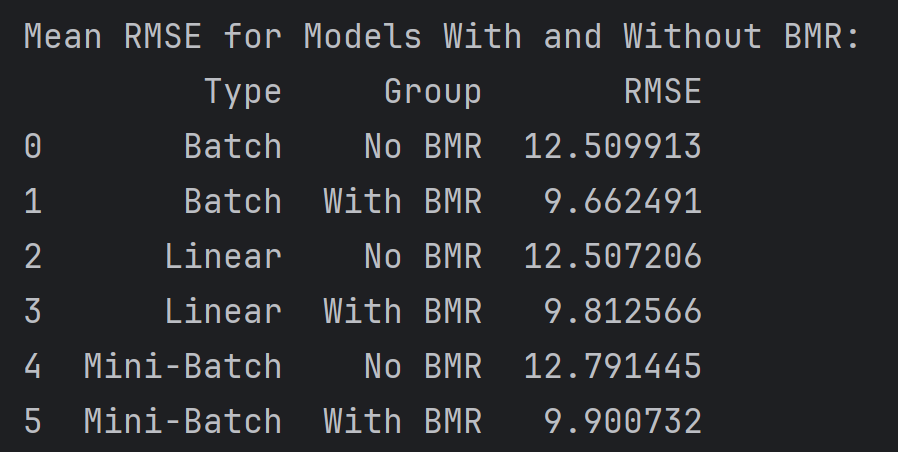 Mean RMSE for Models With and Without BMR:
         Type     Group       RMSE
0       Batch    No BMR  12.509913
1       Batch  With BMR   9.662491
2      Linear    No BMR  12.507206
3      Linear  With BMR   9.812566
4  Mini-Batch    No BMR  12.791445
5  Mini-Batch  With BMR   9.900732